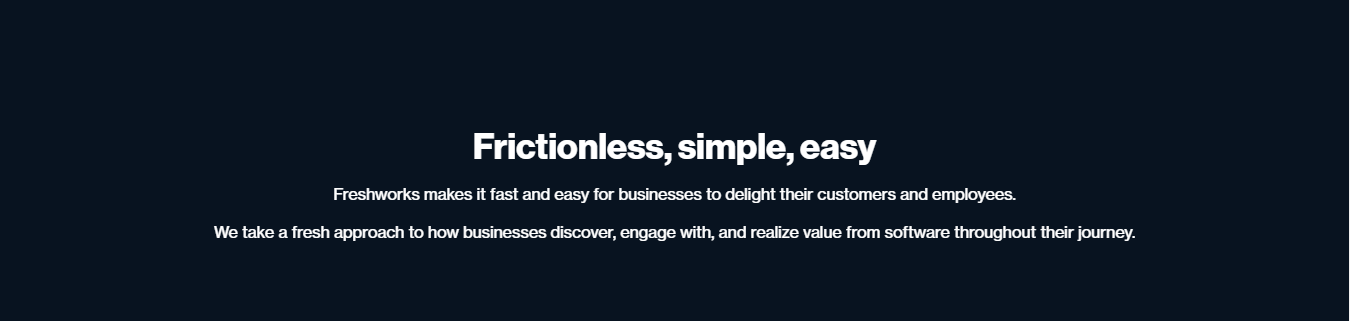 Frictionless, simple, easy
Freshworks makes it fast and easy for businesses to delight their customers and employees.
We take a fresh approach to how businesses discover, engage with, and realize value from software throughout their journey.